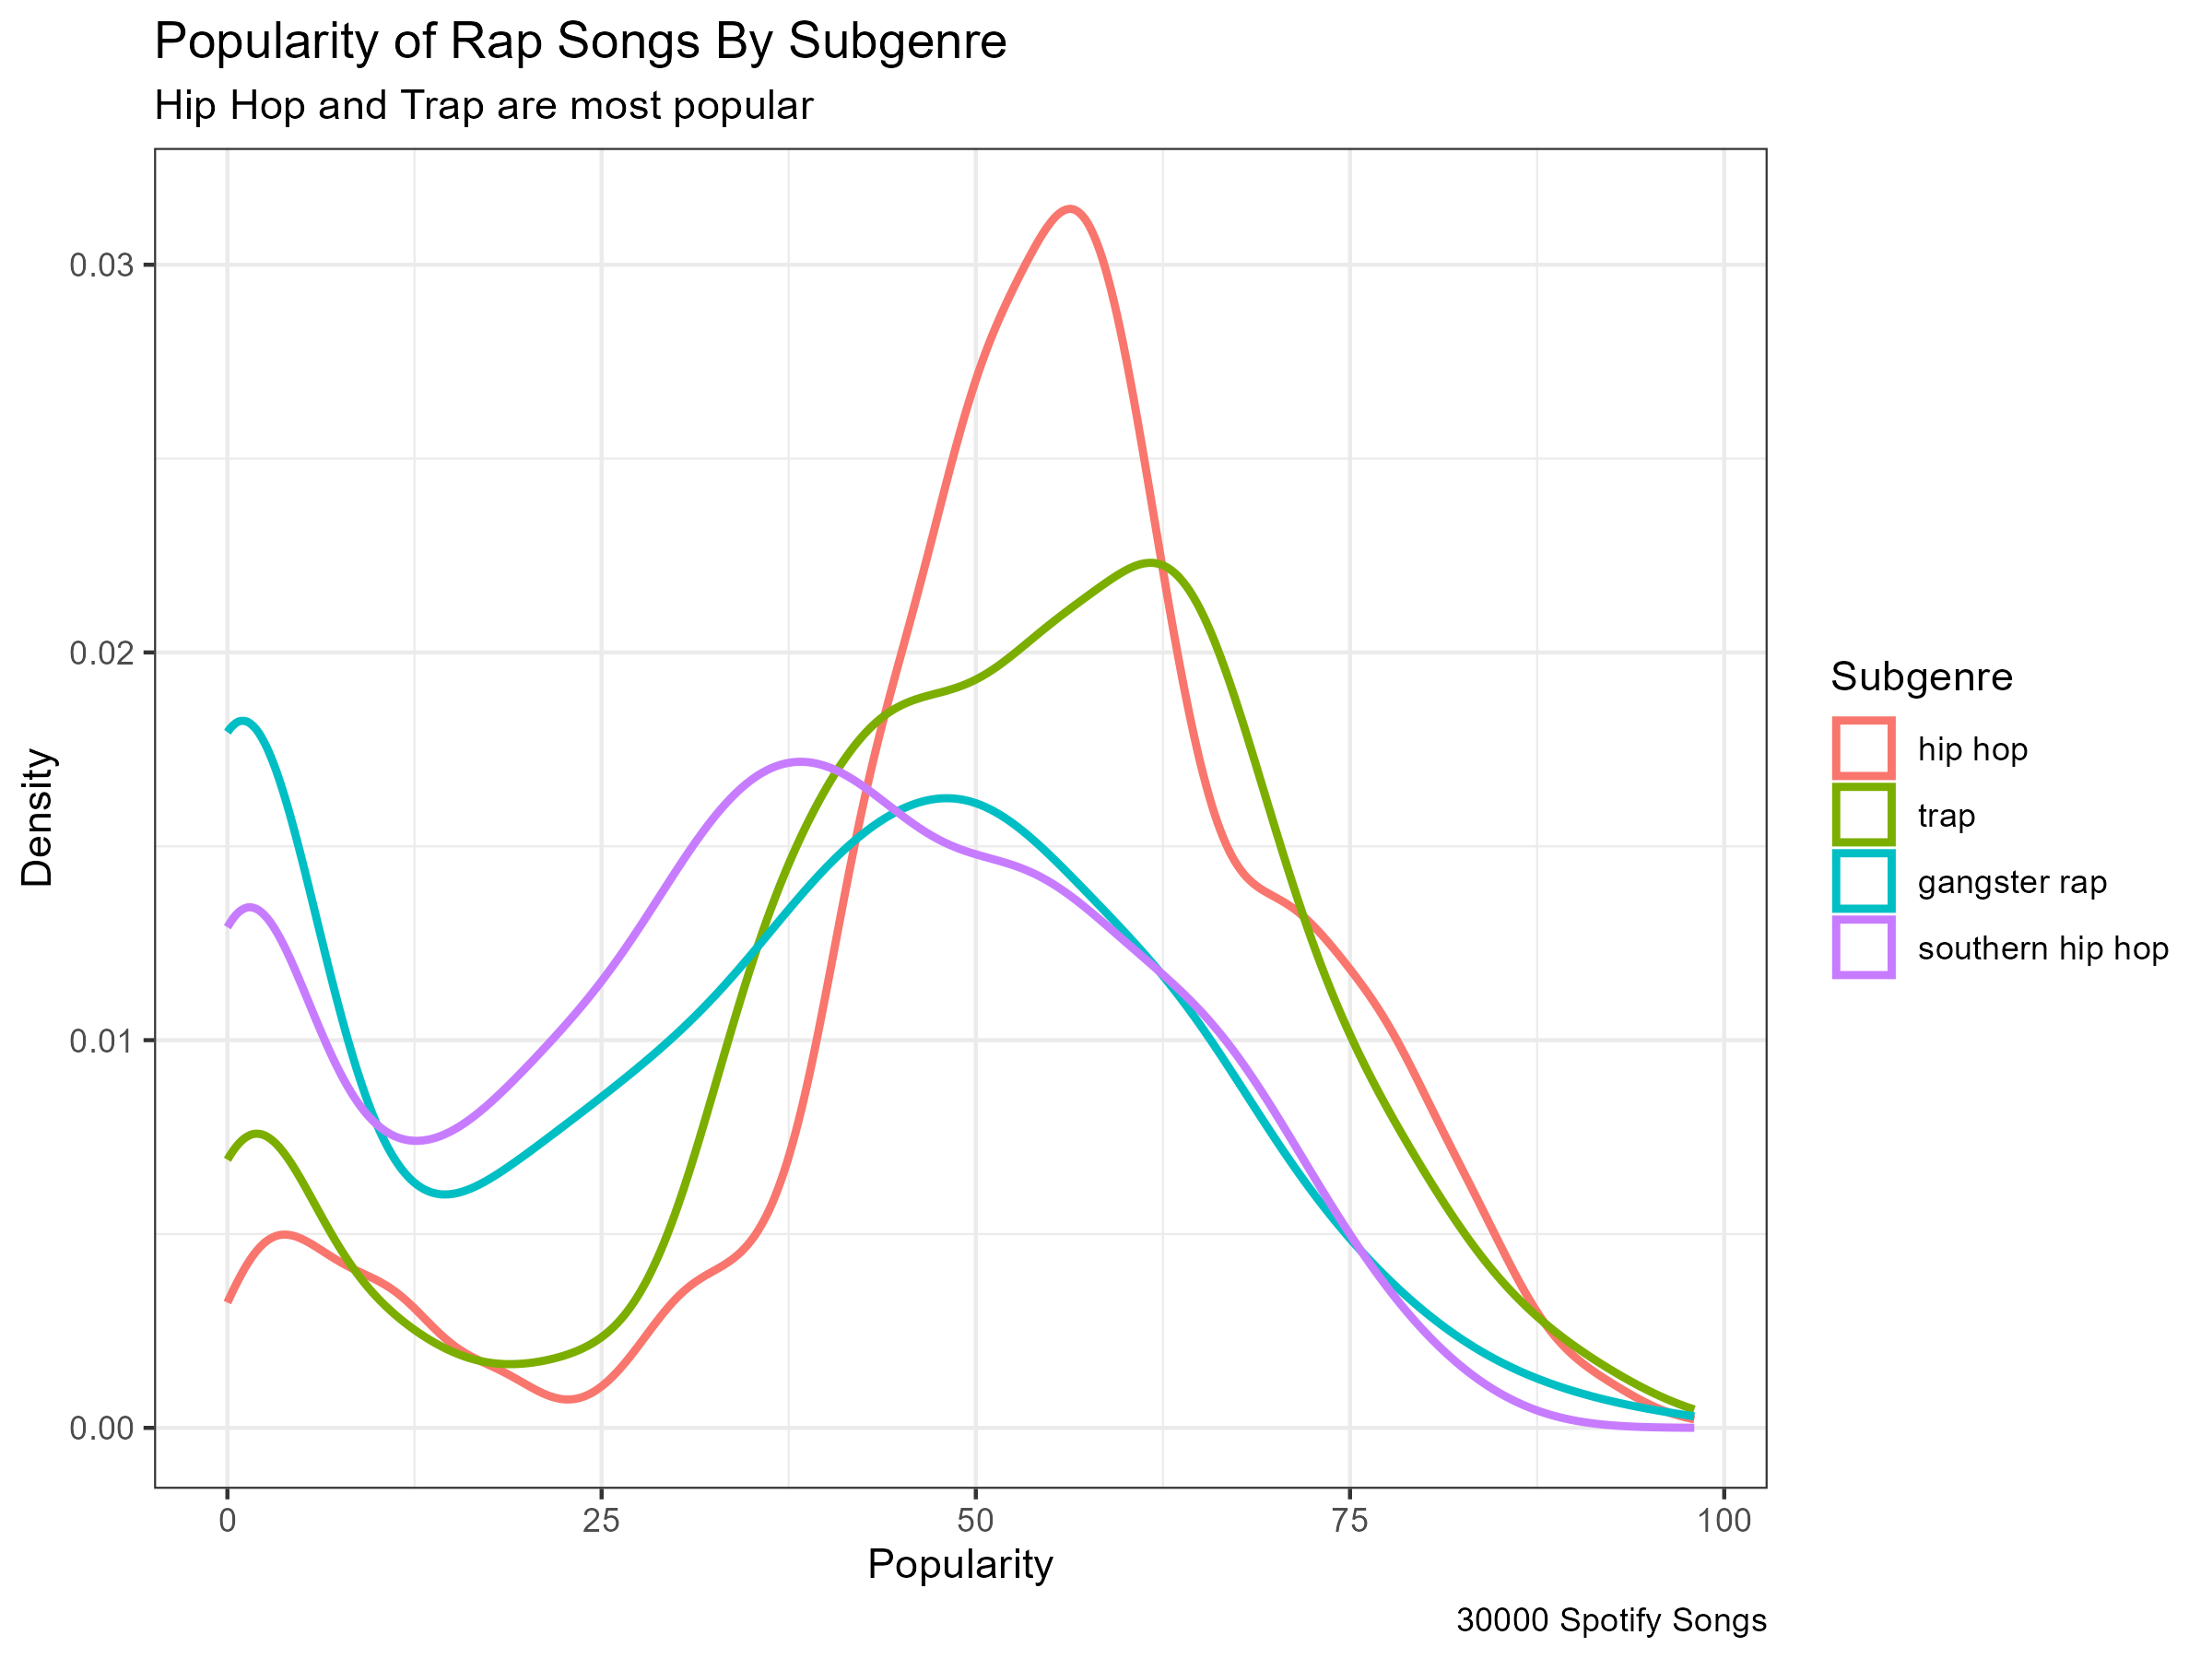 Popularity of Rap Songs By Subgenre
Hip Hop and Trap are most popular
0.03
0.02
0.01
0.00
Density
0
25
50
75
100
Popularity
Subgenre
hip hop
trap
gangster rap
southern hip hop
30000 Spotify Songs